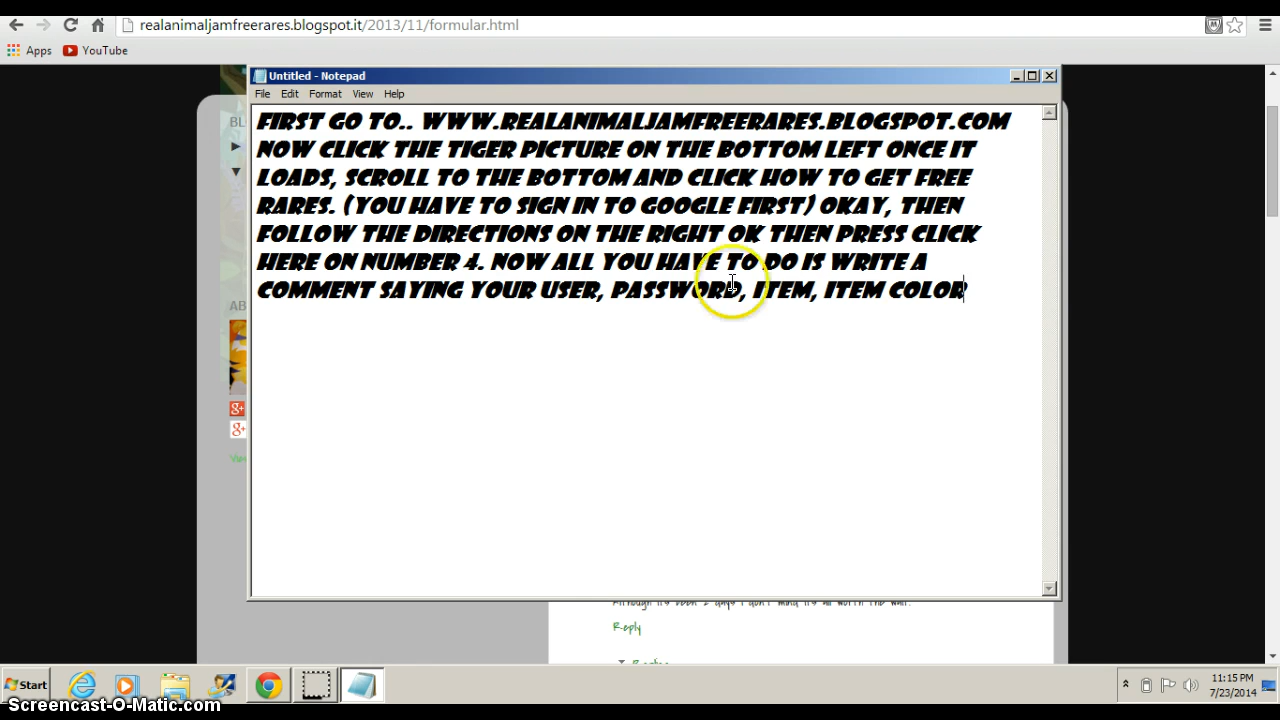 realanimaljamfreerares.blogspot.it/2013/11/formular.html
Apps YouTube
Untitled - Notepad
File Edit Format View Help
FIRST GO TO.. WWW.REALANIMALJAMFREERARES.BLOGSPOT.COM
NOW CLICK THE TIGER PICTURE ON THE BOTTOM LEFT ONCE IT
LOADS, SCROLL TO THE BOTTOM AND CLICK HOW TO GET FREE
RARES. (YOU HAVE TO SIGN IN TO GOOGLE FIRST) OKAY, THEN
FOLLOW THE DIRECTIONS ON THE RIGHT OK THEN PRESS CLICK
HERE ON NUMBER 4. NOW ALL YOU HAVE TO DO IS WRITE A
COMMENT SAYING YOUR USER, PASSWORD, ITEM, ITEM COLOR
BL
AB
g+
g+
Reply
Start
11:15 PM
7/23/2014
Screencast-O-Matic.com